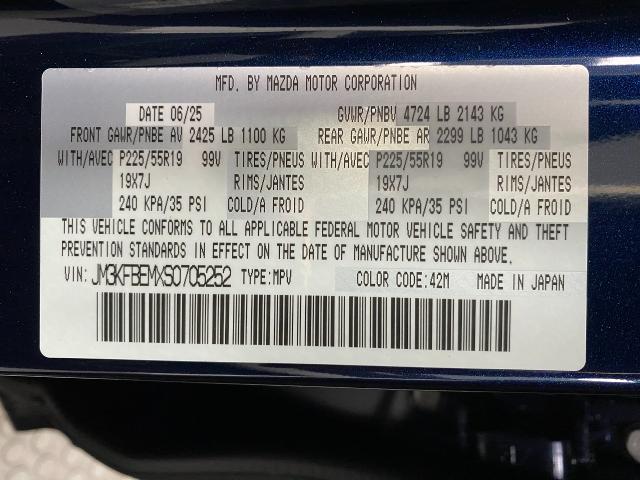 MFD. BY MAZDA MOTOR CORPORATION
DATE 06/25 GVWR/PNBV 4724 LB 2143 KG
FRONT GAWR/PNBE AV 2425 LB 1100 KG REAR GAWR/PNBE AR 2299 LB 1043 KG
WITH/AVEC P225/55R19 99V TIRES/PNEUS WITH/AVEC P225/55R19 99V TIRES/PNEUS
19X7J RIMS/JANTES 19X7J RIMS/JANTES
240 KPA/35 PSI COLD/A FROID 240 KPA/35 PSI COLD/A FROID
THIS VEHICLE CONFORMS TO ALL APPLICABLE FEDERAL MOTOR VEHICLE SAFETY AND THEFT
PREVENTION STANDARDS IN EFFECT ON THE DATE OF MANUFACTURE SHOWN ABOVE.
VIN: JM3KFBEMXS0705252 TYPE:MPV COLOR CODE:42M MADE IN JAPAN